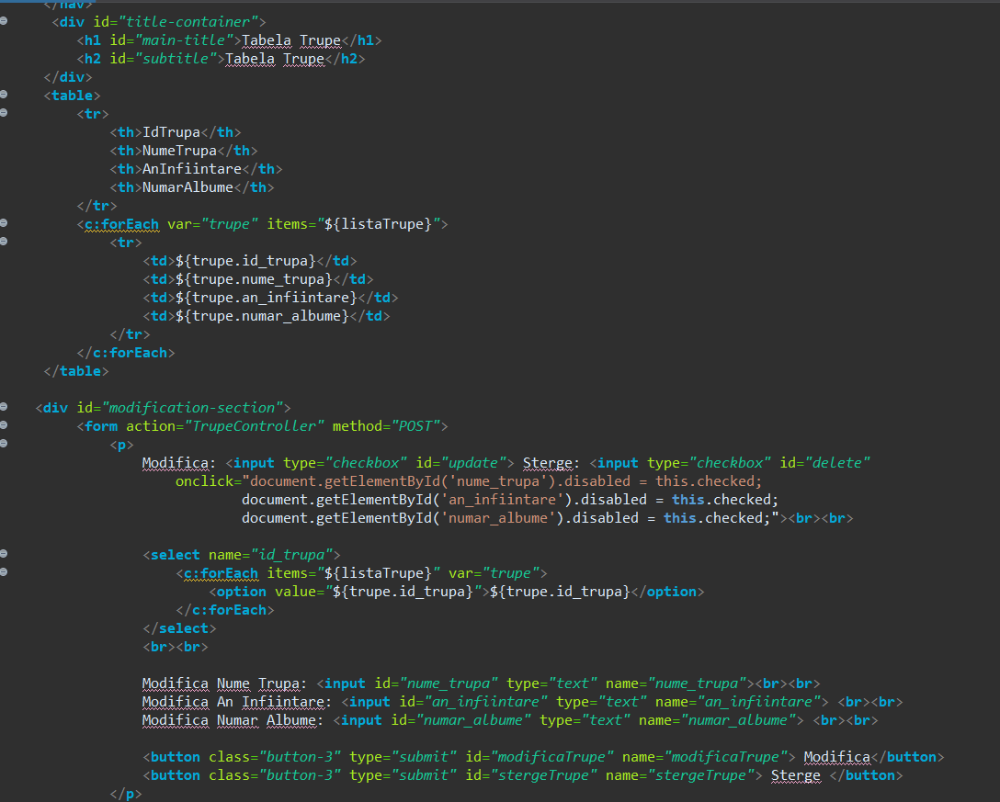 </nav>
<div id="title-container">
<h1 id="main-title">Tabela Trupe</h1>
<h2 id="subtitle">Tabela Trupe</h2>
</div>
<table>
<tr>
<th>IdTrupa</th>
<th>NumeTrupa</th>
<th>AnInfiintare</th>
<th>NumarAlbume</th>
</tr>
<c:forEach var="trupe" items="${listaTrupe}">
<tr>
<td>${trupe.id_trupa}</td>
<td>${trupe.nume_trupa}</td>
<td>${trupe.an_infiintare}</td>
<td>${trupe.numar_albume}</td>
</tr>
</c:forEach>
</table>
<div id="modification-section">
<form action="TrupeController" method="POST">
<p>
Modifica: <input type="checkbox" id="update"> Sterge: <input type="checkbox" id="delete"
onclick="document.getElementById('nume_trupa').disabled = this.checked;
document.getElementById('an_infiintare').disabled = this.checked;
document.getElementById('numar_albume').disabled = this.checked;"><br><br>
<select name="id_trupa">
<c:forEach items="${listaTrupe}" var="trupe">
<option value="${trupe.id_trupa}">${trupe.id_trupa}</option>
</c:forEach>
</select>
<br><br>
Modifica Nume Trupa: <input id="nume_trupa" type="text" name="nume_trupa"><br><br>
Modifica An Infiintare: <input id="an_infiintare" type="text" name="an_infiintare"> <br><br>
Modifica Numar Albume: <input id="numar_albume" type="text" name="numar_albume"> <br><br>
<button class="button-3" type="submit" id="modificaTrupe" name="modificaTrupe"> Modifica</button>
<button class="button-3" type="submit" id="stergeTrupe" name="stergeTrupe"> Sterge </button>
</p>